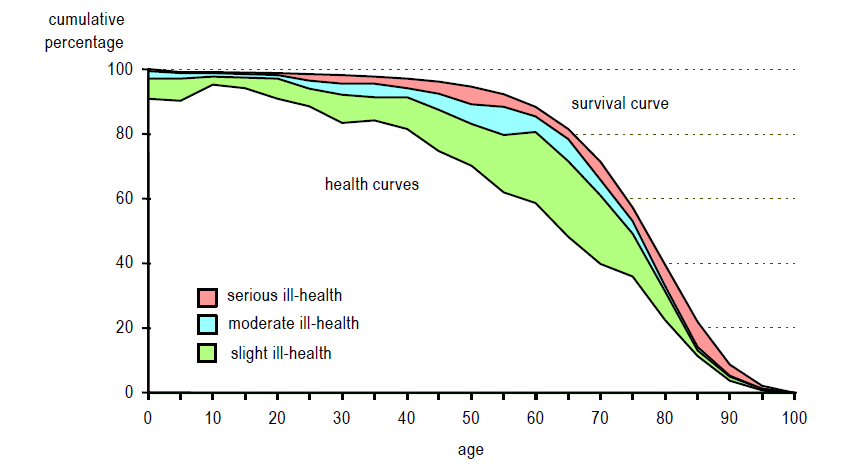 cumulative
percentage
100
80
60
40
20
0
survival curve
health curves
serious ill-health
moderate ill-health
slight ill-health
0 10 20 30 40 50 60 70 80 90 100
age